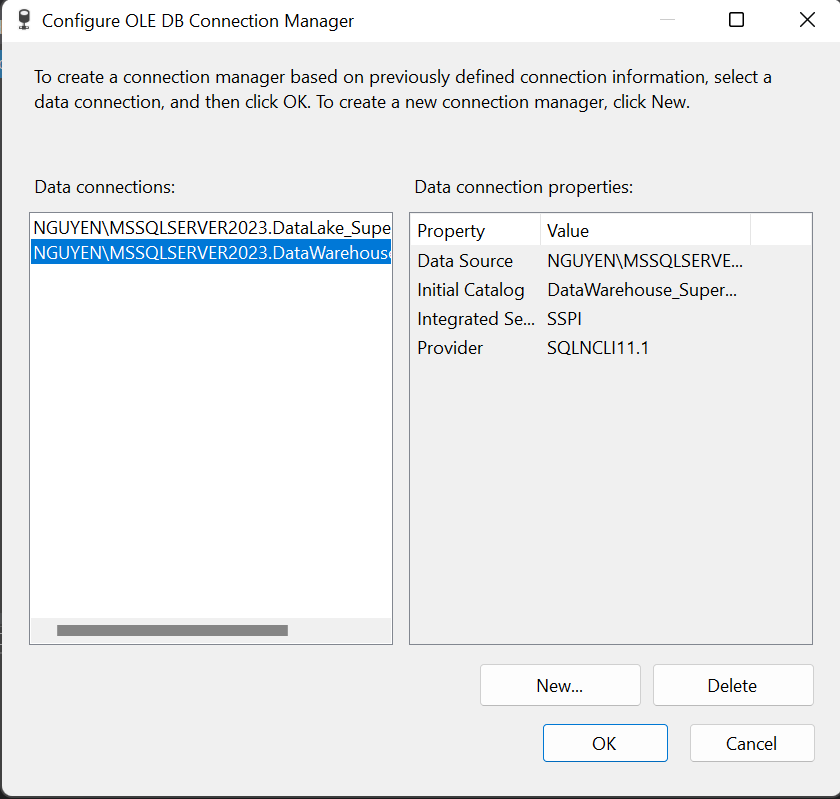 Configure OLE DB Connection Manager
To create a connection manager based on previously defined connection information, select a
data connection, and then click OK. To create a new connection manager, click New.
Data connections:
NGUYEN\MSSQLSERVER2023.DataLake_Supe
NGUYEN\MSSQLSERVER2023.DataWarehouse
Data connection properties:
Property Value
Data Source NGUYEN\MSSQLSERVE...
Initial Catalog DataWarehouse_Super...
Integrated Se... SSPI
Provider SQLNCLI11.1
New... Delete
OK Cancel